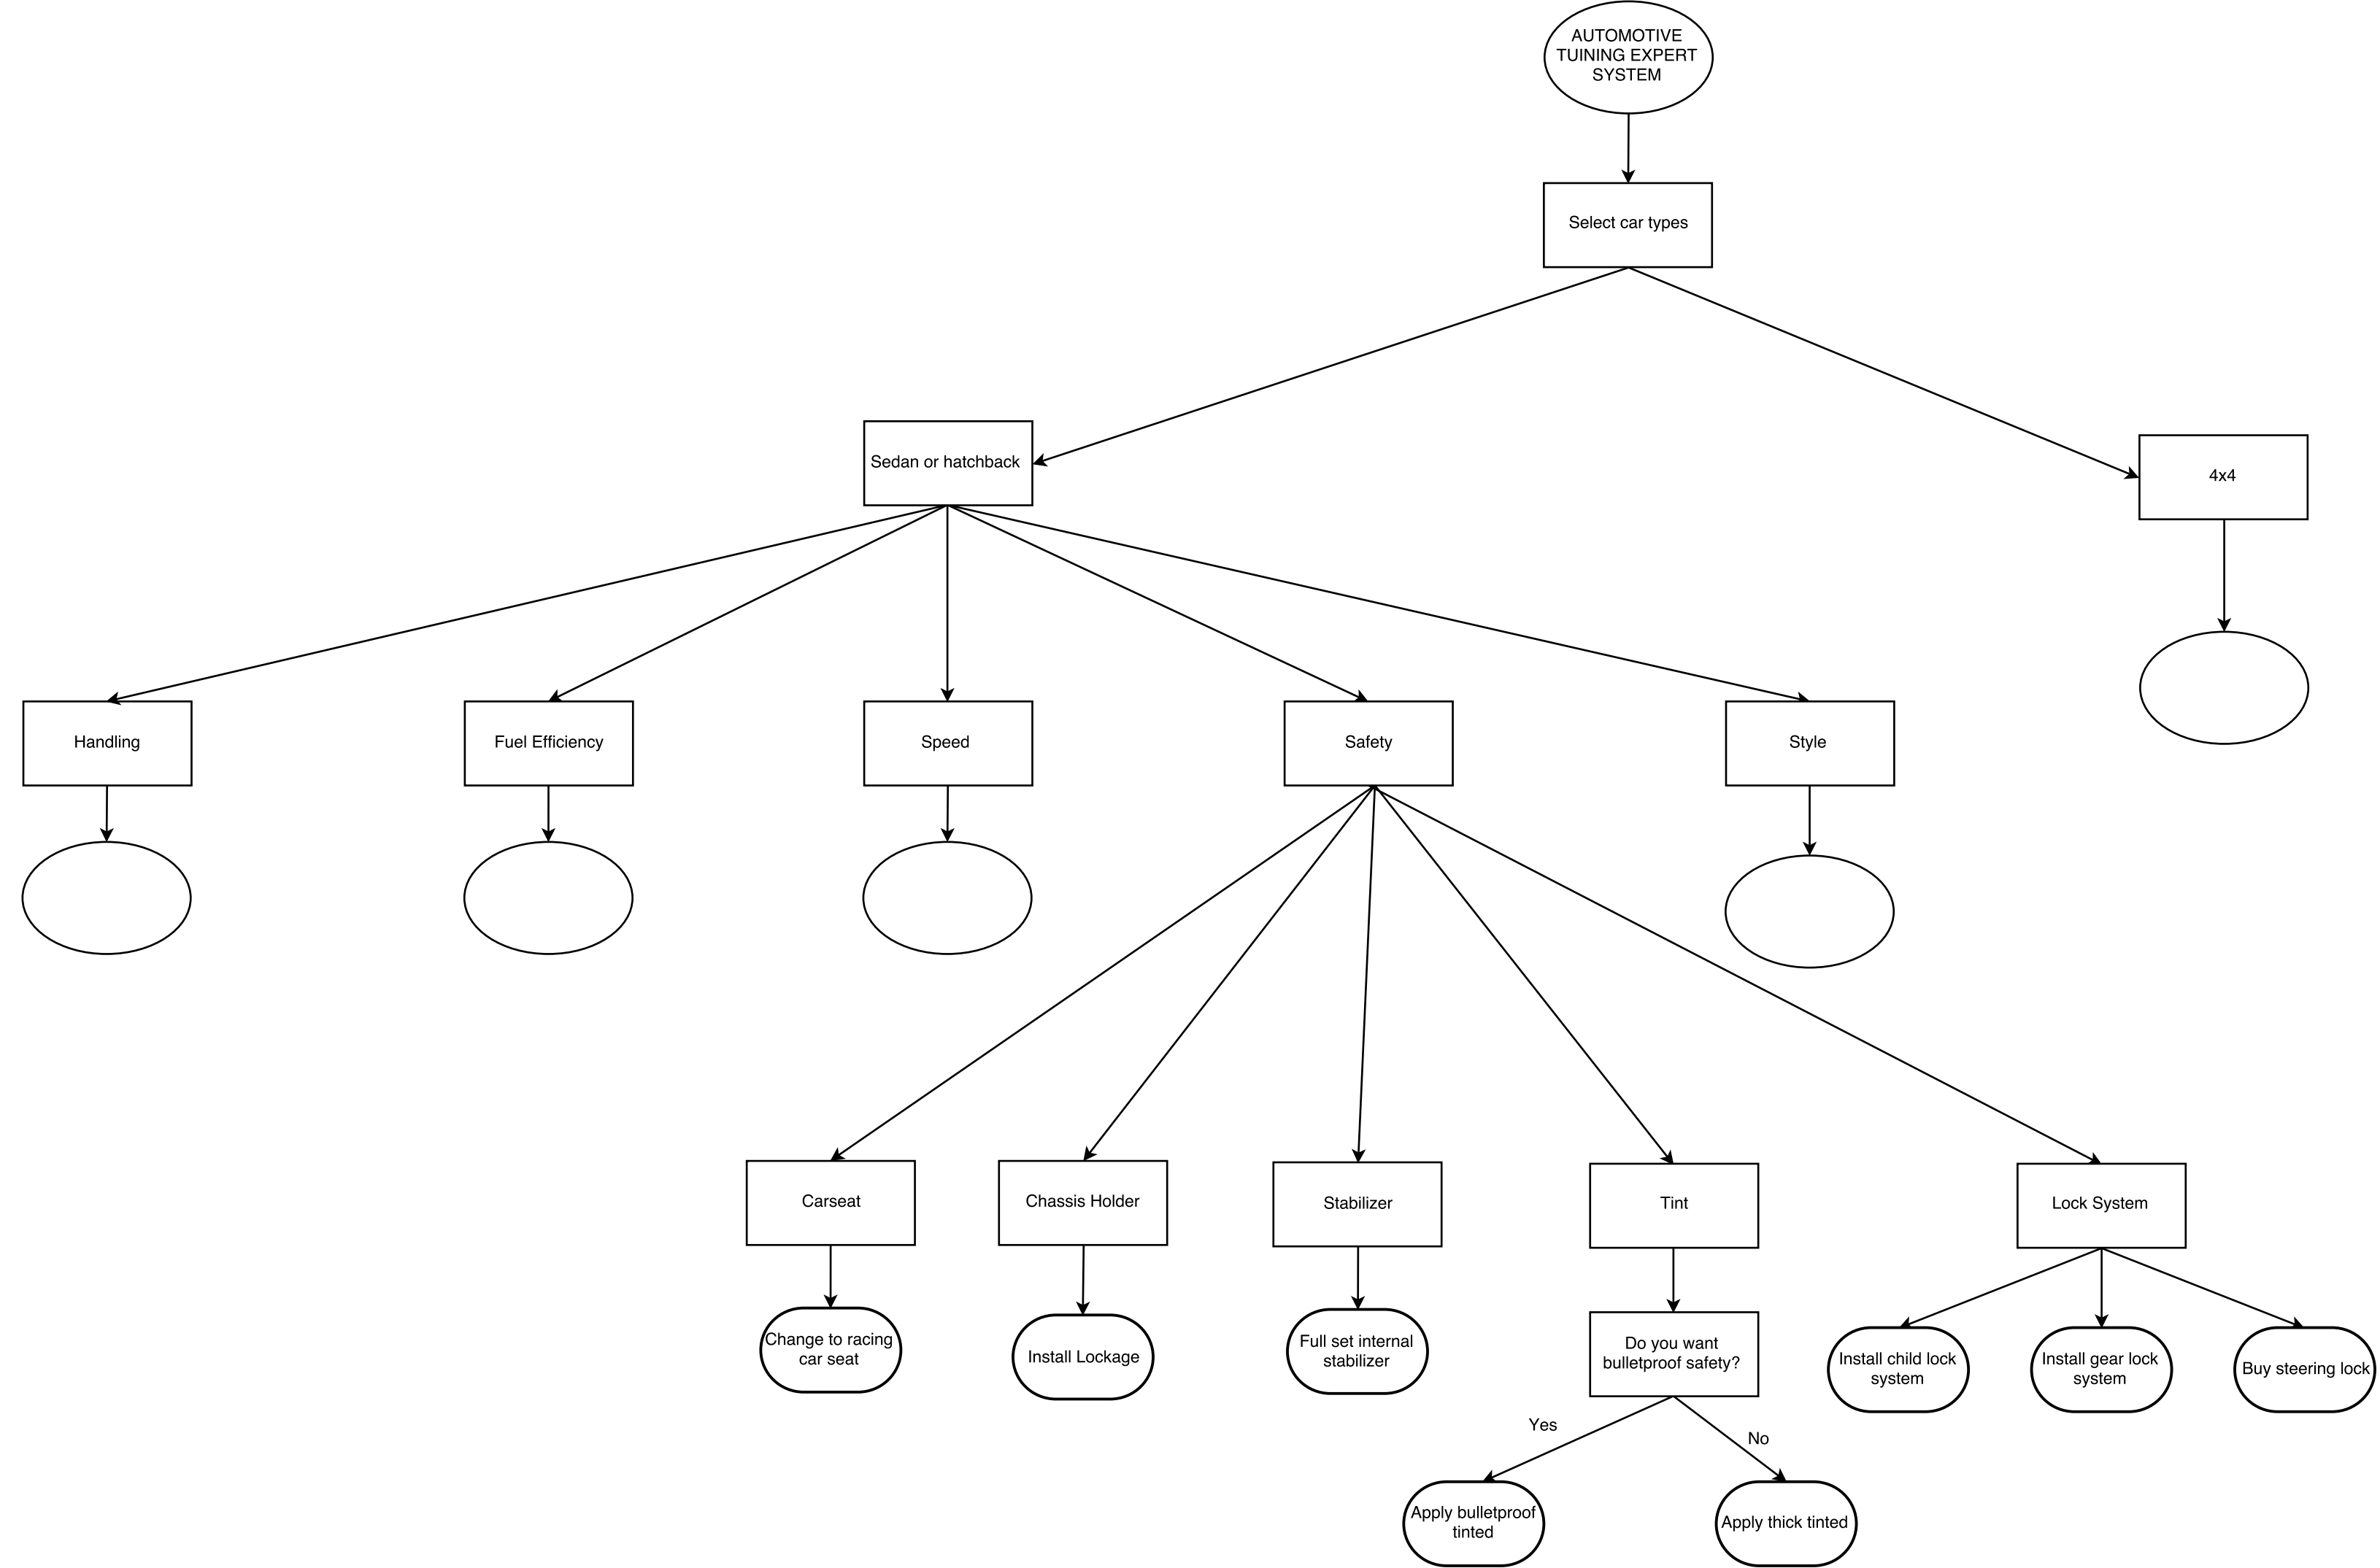 AUTOMOTIVE
TUINING EXPERT
SYSTEM
Select car types
Sedan or hatchback
4x4
Handling
Fuel Efficiency
Speed
Safety
Style
Carseat
Chassis Holder
Stabilizer
Tint
Lock System
Change to racing
car seat
Install Lockage
Full set internal
stabilizer
Do you want
bulletproof safety?
Install child lock
system
Install gear lock
system
Buy steering lock
Yes
No
Apply bulletproof
tinted
Apply thick tinted